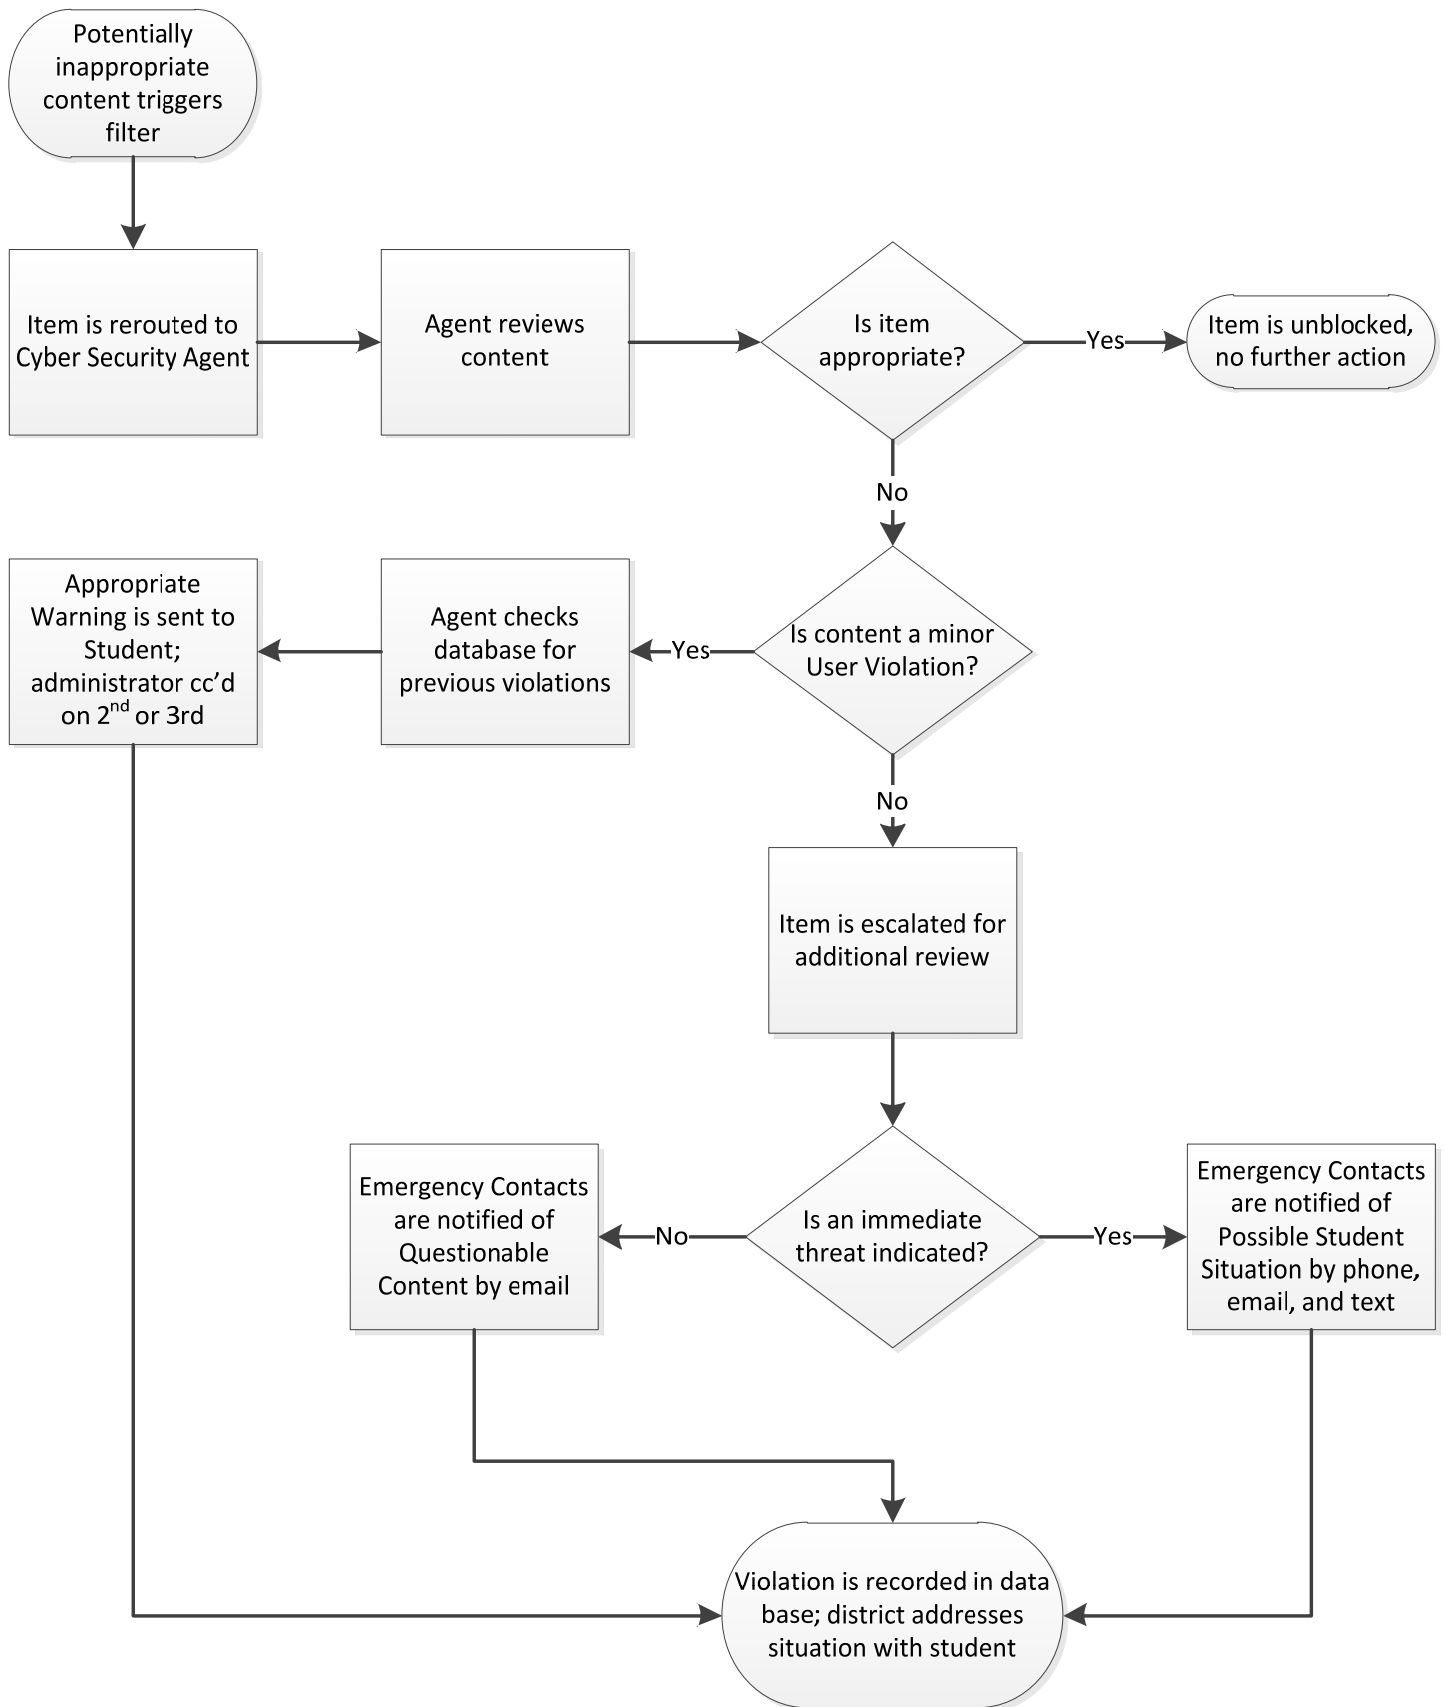 Potentially
inappropriate
content triggers
filter
Item is rerouted to
Cyber Security Agent
Agent reviews
content
Is item
appropriate?
Yes
Item is unblocked,
no further action
No
Appropriate
Warning is sent to
Student;
administrator cc’d
on 2nd or 3rd
Agent checks
database for
previous violations
Yes
Is content a minor
User Violation?
No
Item is escalated for
additional review
Emergency Contacts
are notified of
Questionable
Content by email
No
Is an immediate
threat indicated?
Yes
Emergency Contacts
are notified of
Possible Student
Situation by phone,
email, and text
Violation is recorded in data
base; district addresses
situation with student